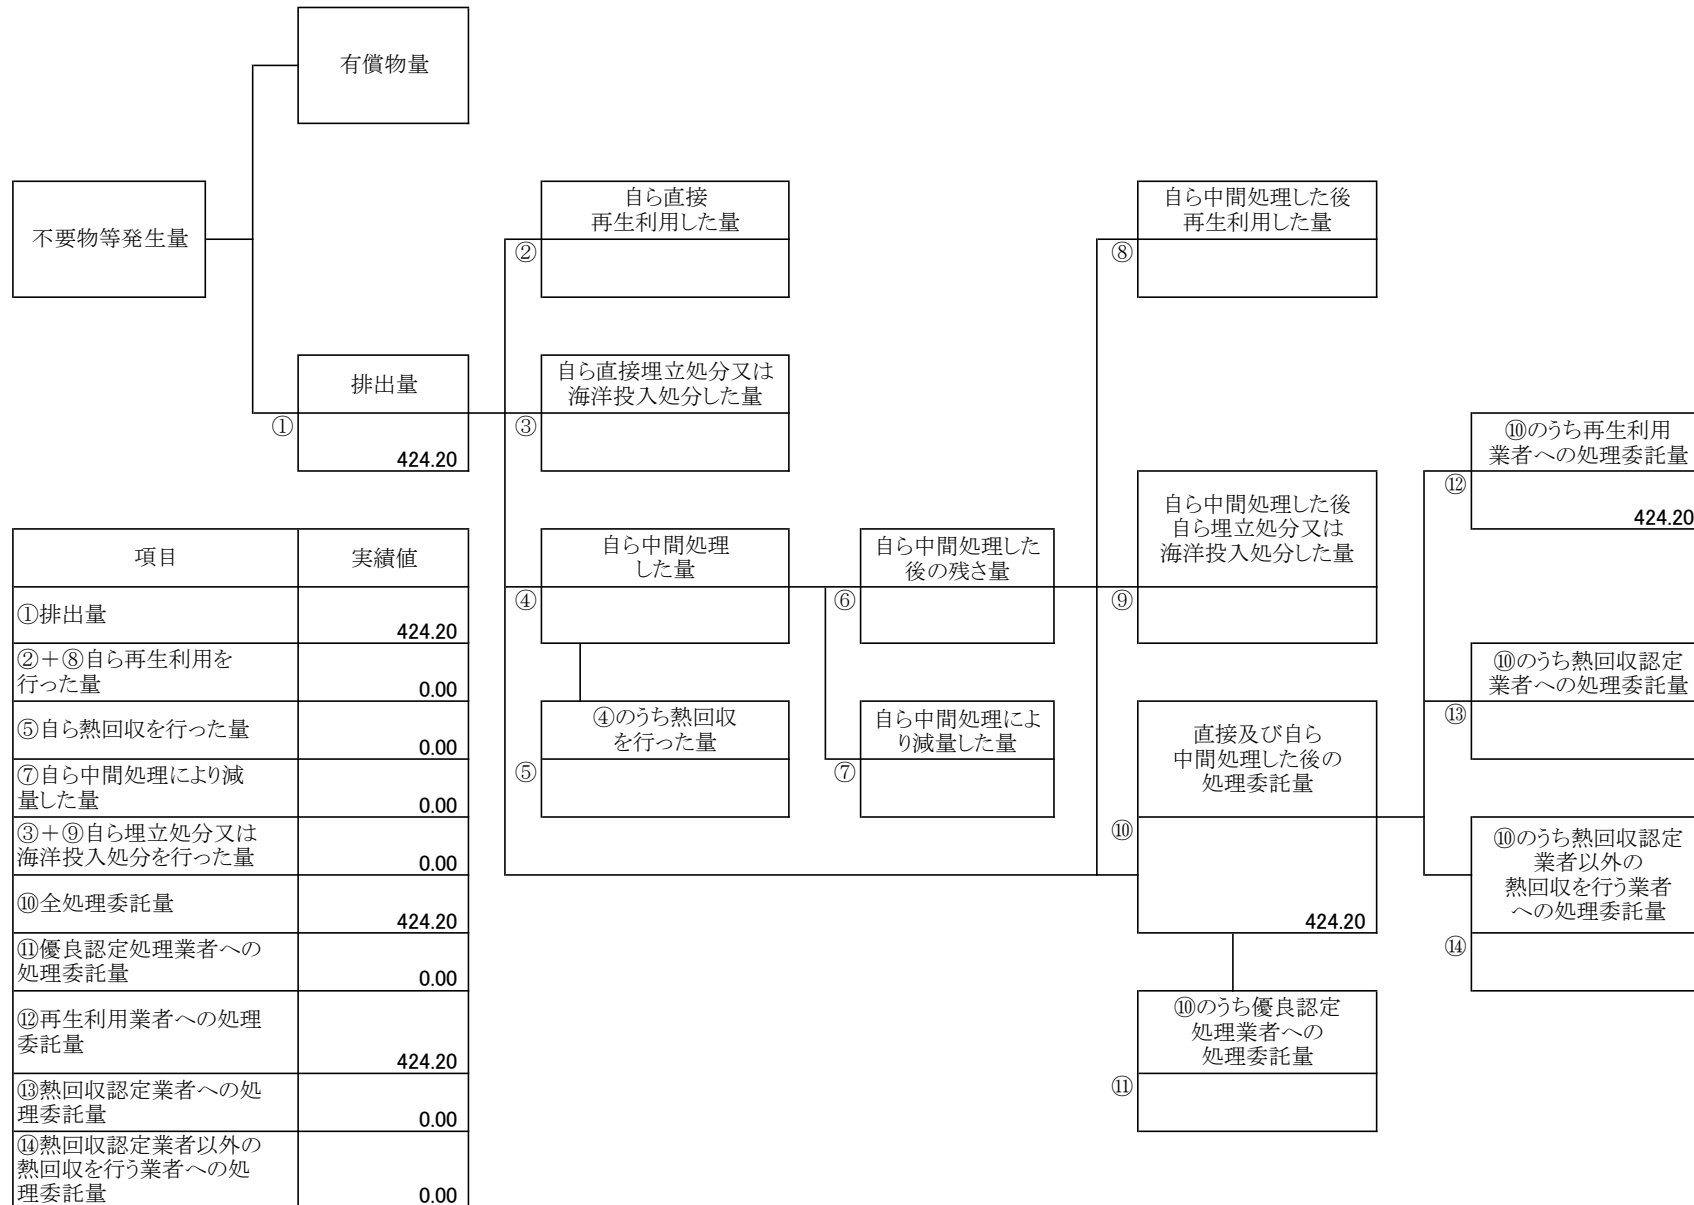 有償物量
不要物等発生量
自ら直接
再生利用した量
②
自ら中間処理した後
再生利用した量
⑧
排出量
①
424.20
自ら直接埋立処分又は
海洋投入処分した量
③
⑩のうち再生利用
業者への処理委託量
⑫
424.20
自ら中間処理
した量
④
自ら中間処理した
後の残さ量
⑥
自ら中間処理した後
自ら埋立処分又は
海洋投入処分した量
⑨
⑩のうち熱回収認定
業者への処理委託量
⑬
④のうち熱回収
を行った量
⑤
自ら中間処理によ
り減量した量
⑦
直接及び自ら
中間処理した後の
処理委託量
⑩
424.20
⑩のうち熱回収認定
業者以外の
熱回収を行う業者
への処理委託量
⑭
⑩のうち優良認定
処理業者への
処理委託量
⑪
項目 実績値
①排出量
424.20
②+⑧自ら再生利用を
行った量 0.00
⑤自ら熱回収を行った量
0.00
⑦自ら中間処理により減
量した量 0.00
③+⑨自ら埋立処分又は
海洋投入処分を行った量 0.00
⑩全処理委託量
424.20
⑪優良認定処理業者への
処理委託量 0.00
⑫再生利用業者への処理
委託量
424.20
⑬熱回収認定業者への処
理委託量 0.00
⑭熱回収認定業者以外の
熱回収を行う業者への処
理委託量 0.00